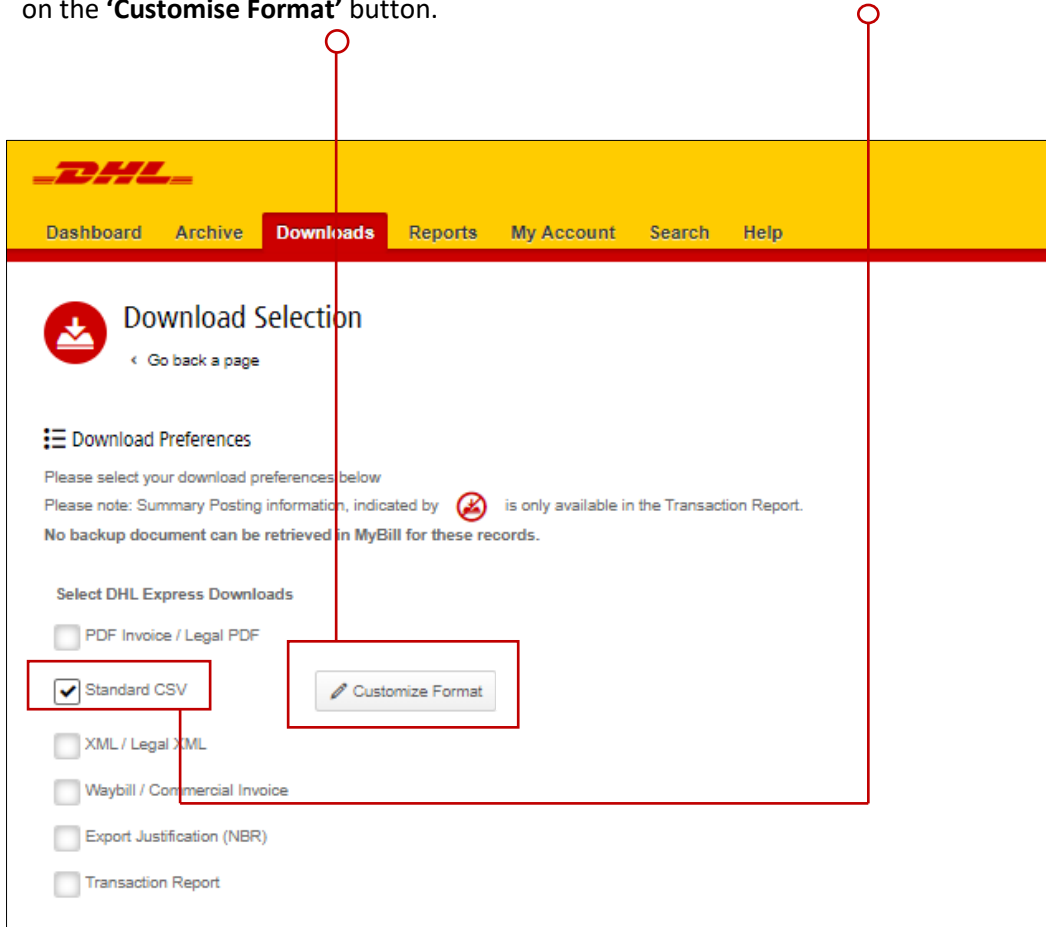 on the 'Customise Format' button.
DHL
Dashboard Archive Downloads Reports My Account Search Help
Download Selection
‹ Go back a page
Download Preferences
Please select your download preferences below
Please note: Summary Posting information, indicated by is only available in the Transaction Report.
No backup document can be retrieved in MyBill for these records.
Select DHL Express Downloads
PDF Invoice / Legal PDF
Standard CSV Customize Format
XML / Legal XML
Waybill / Commercial Invoice
Export Justification (NBR)
Transaction Report